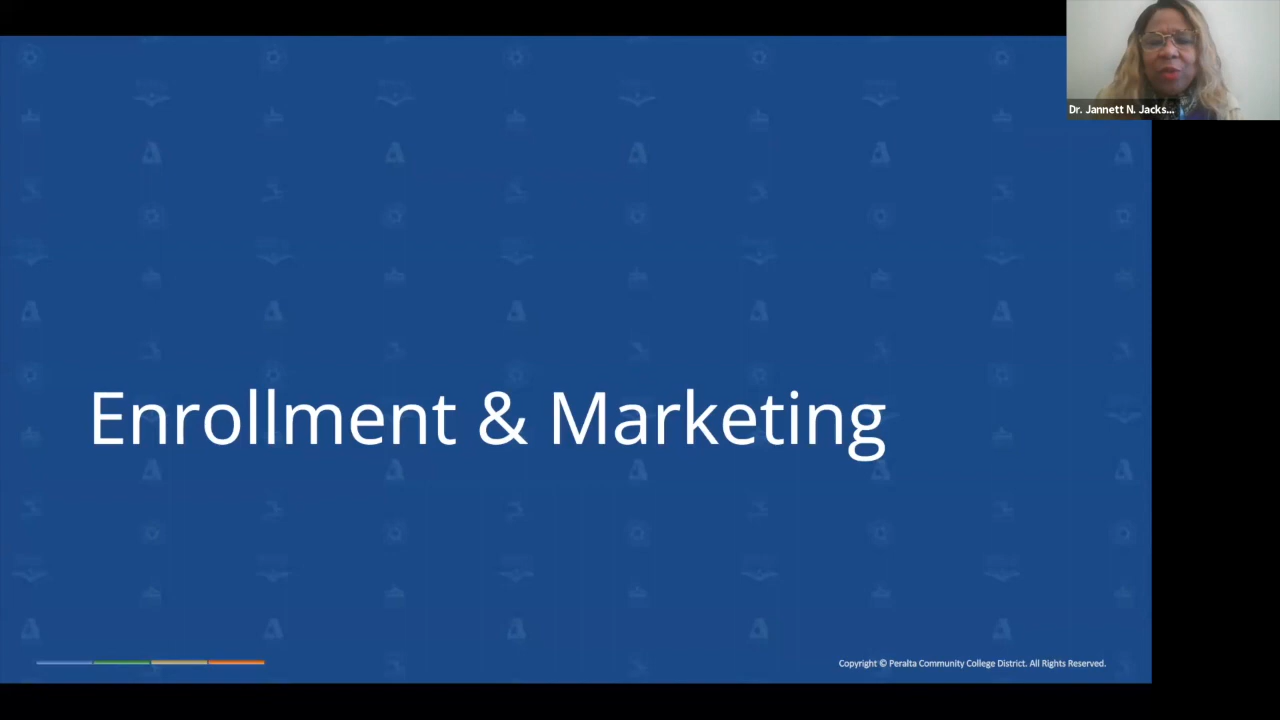 Dr. Jannett N. Jacks...
Enrollment & Marketing
Copyright © Peralta Community College District. All Rights Reserved.